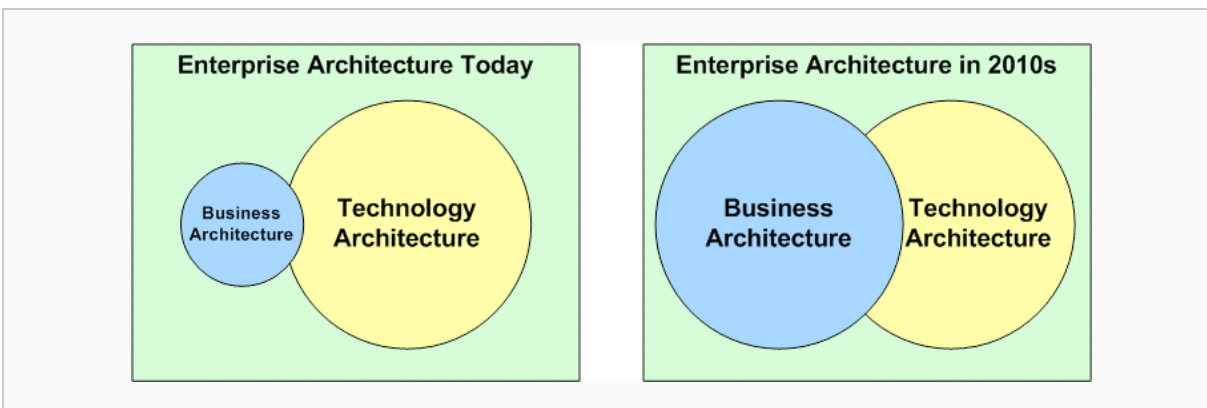 Enterprise Architecture Today
Business
Architecture
Technology
Architecture
Enterprise Architecture in 2010s
Business
Architecture
Technology
Architecture